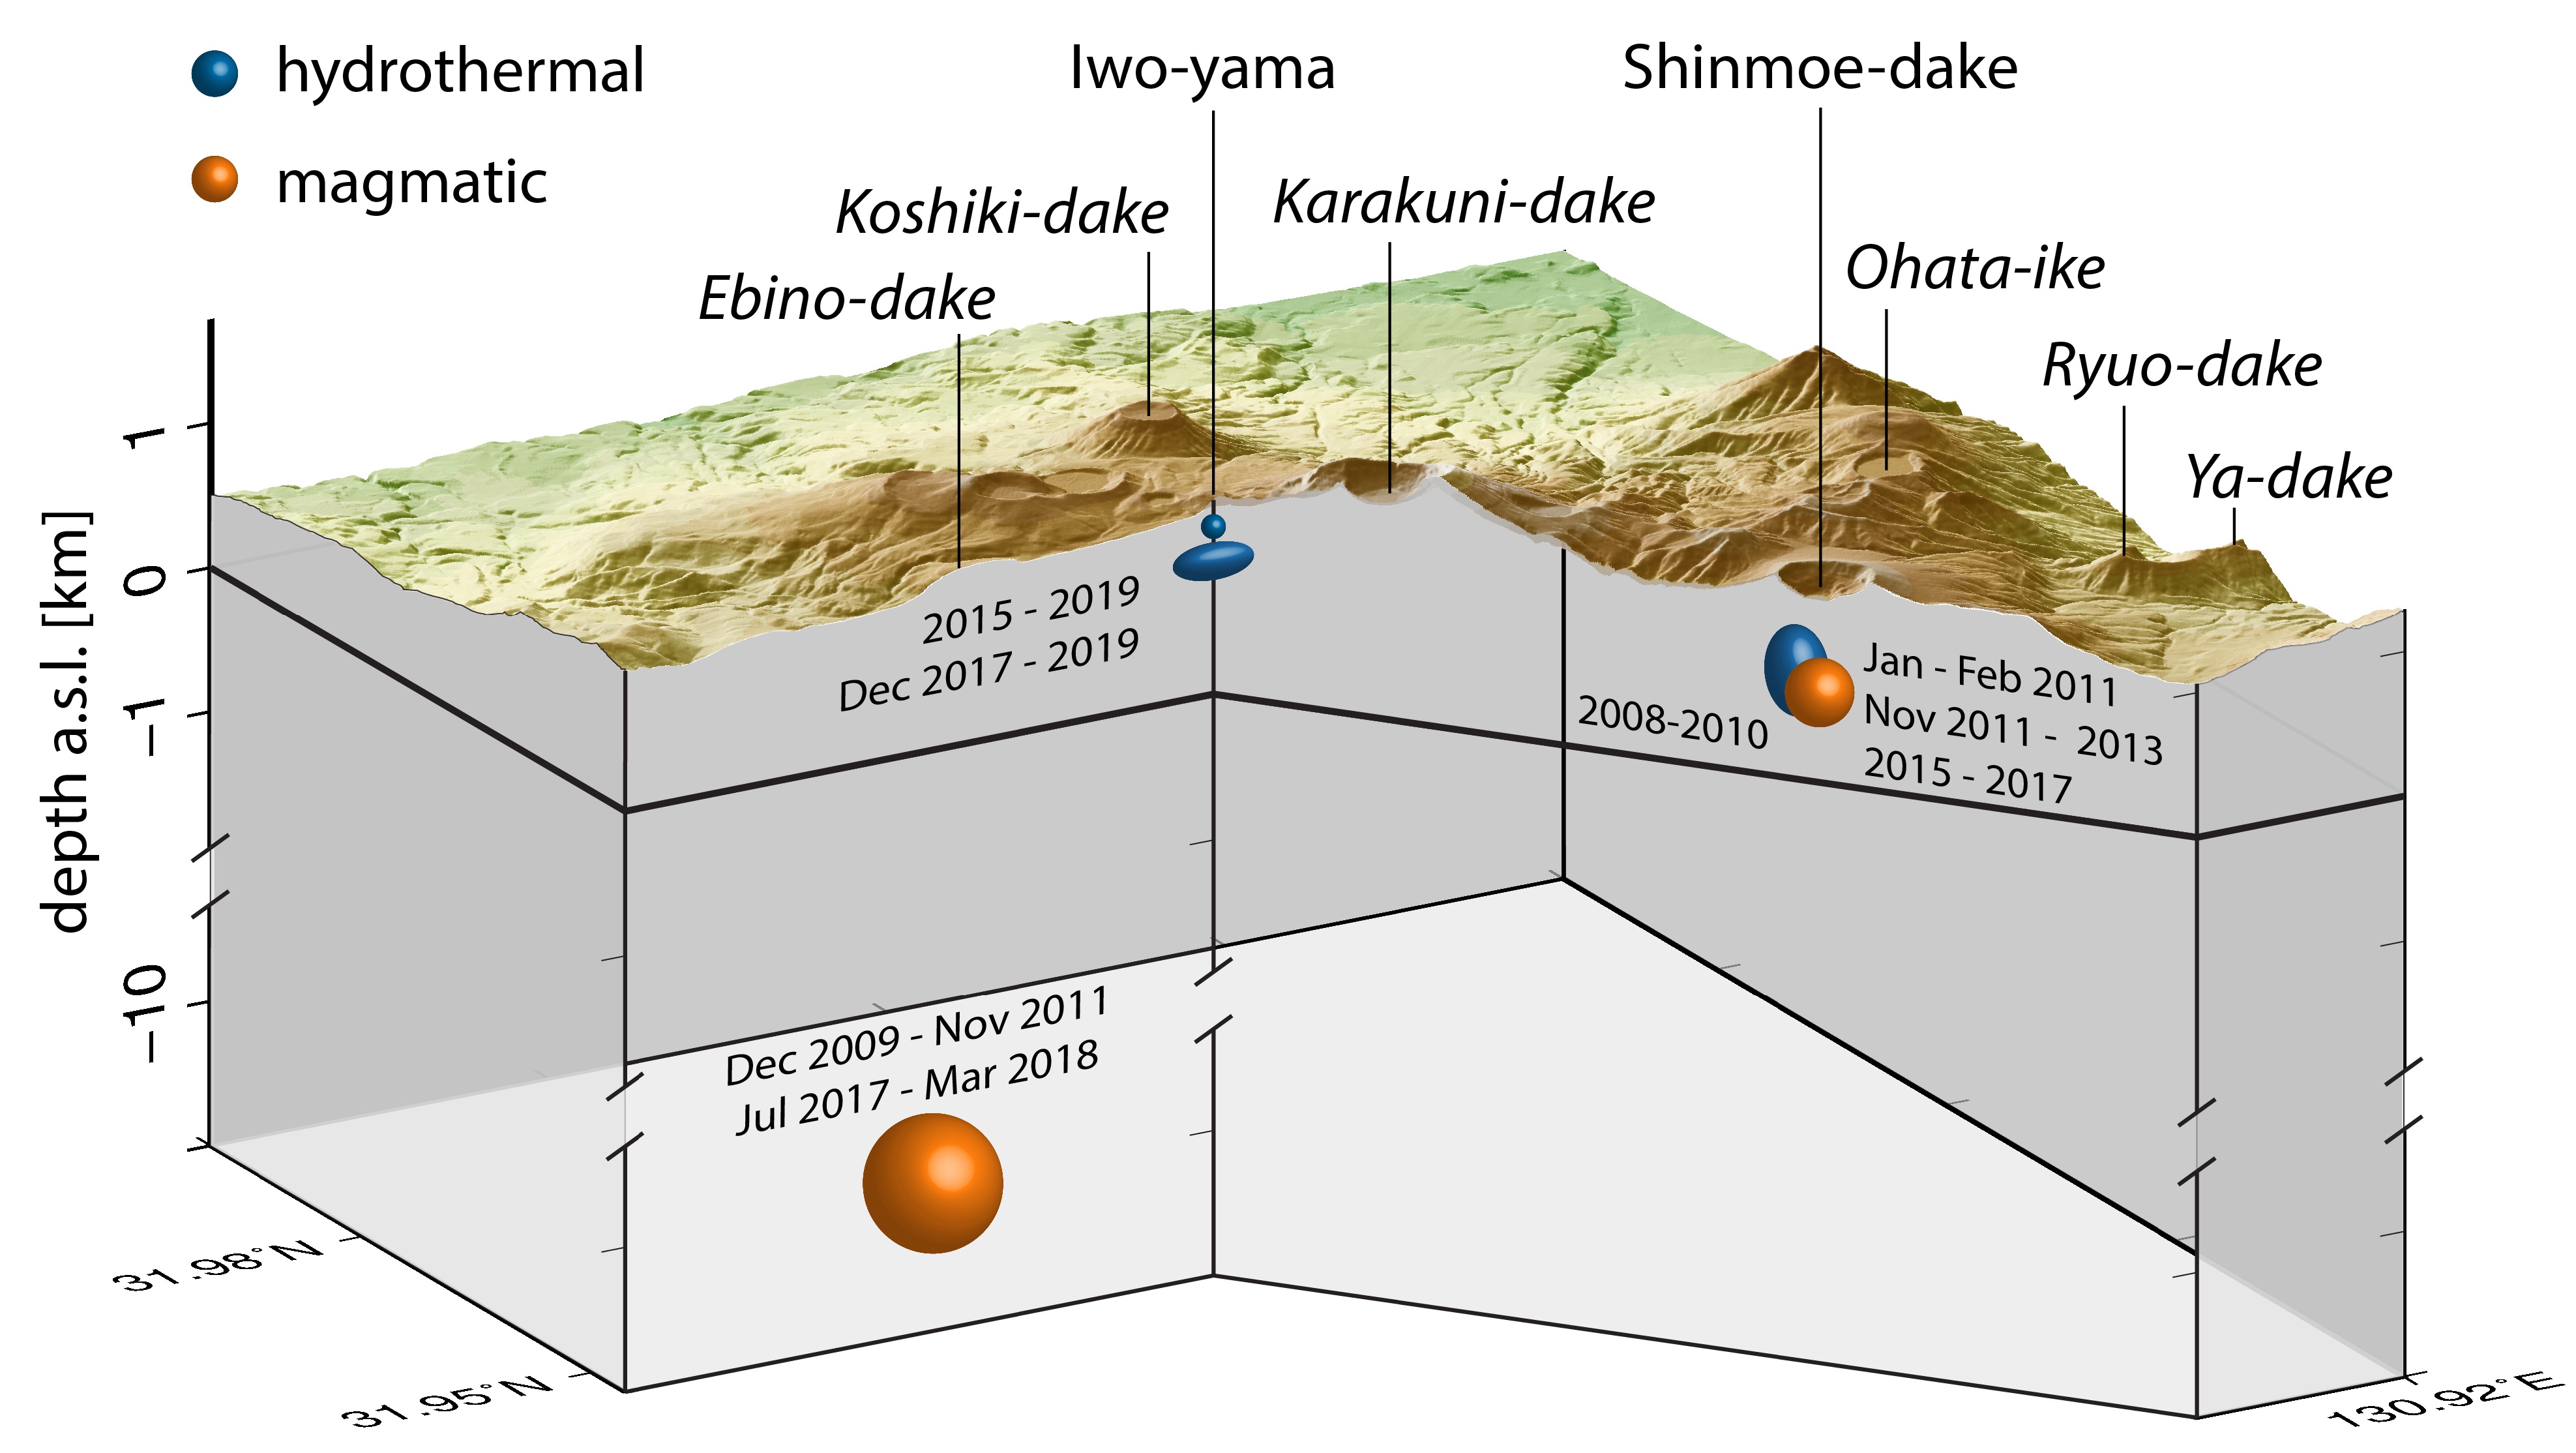 hydrothermal
magmatic
Iwo-yama
Shinmoe-dake
Koshiki-dake
Karakuni-dake
Ebino-dake
Ohata-ike
Ryuo-dake
Ya-dake
depth a.s.l. [km]
1
0
−1
−10
2015 - 2019
Dec 2017 - 2019
2008-2010
Jan - Feb 2011
Nov 2011 - 2013
2015 - 2017
Dec 2009 - Nov 2011
Jul 2017 - Mar 2018
31.98°N
31.95°N
130.92°E